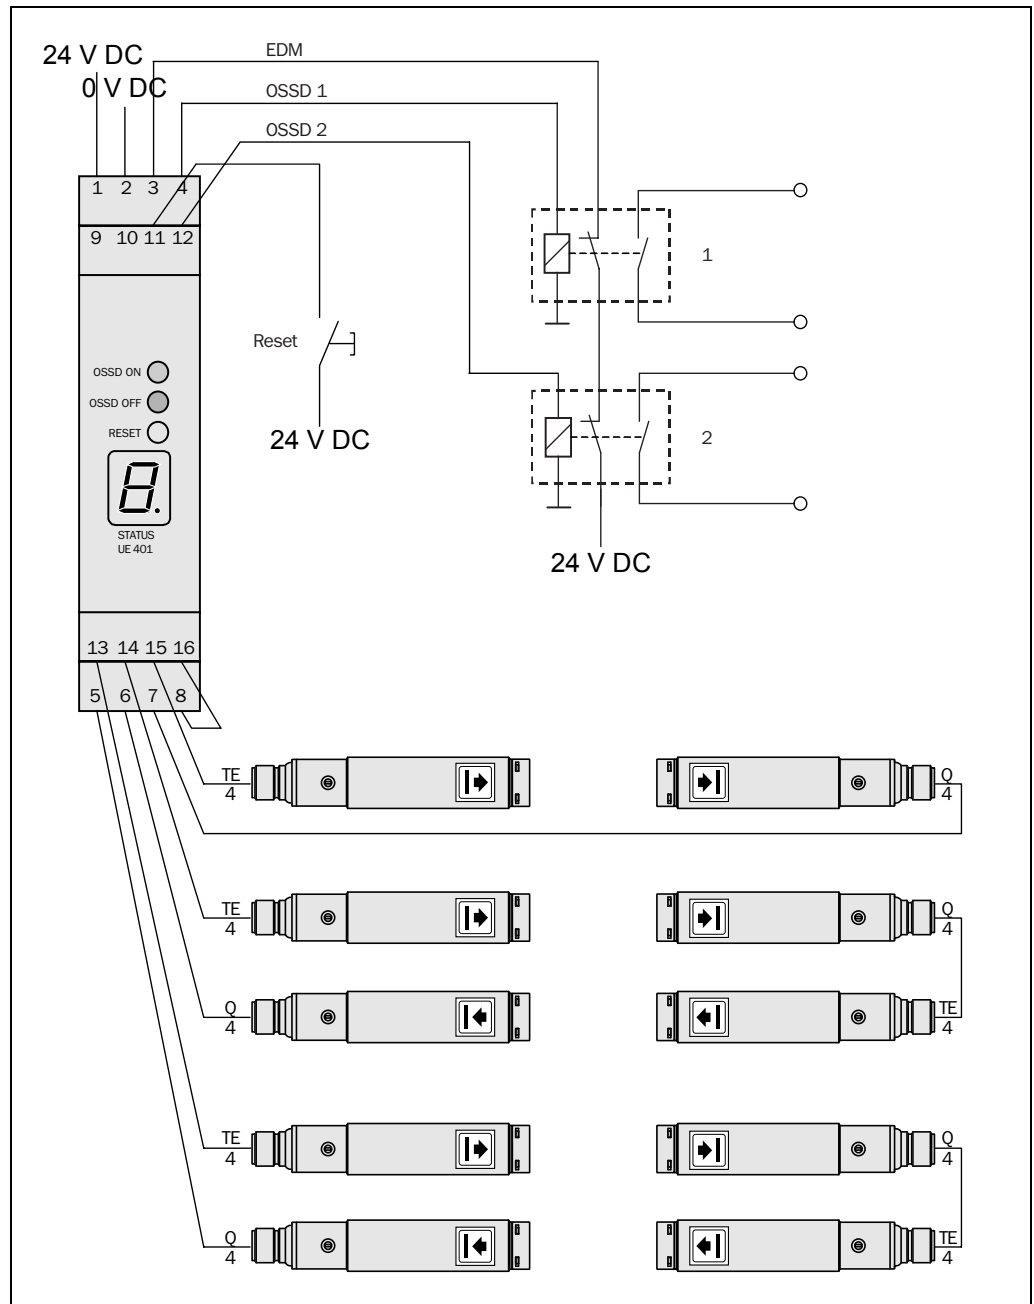 24 V DC
0 V DC
EDM
OSSD 1
OSSD 2
1 2 3 4
9 10 11 12
1
Reset
24 V DC
OSSD ON
OSSD OFF
RESET
8.
STATUS
UE 401
2
24 V DC
13 14 15 16
5 6 7 8
TE
4
Q
4
TE
4
Q
4
Q
4
TE
4
TE
4
Q
4
Q
4
TE
4